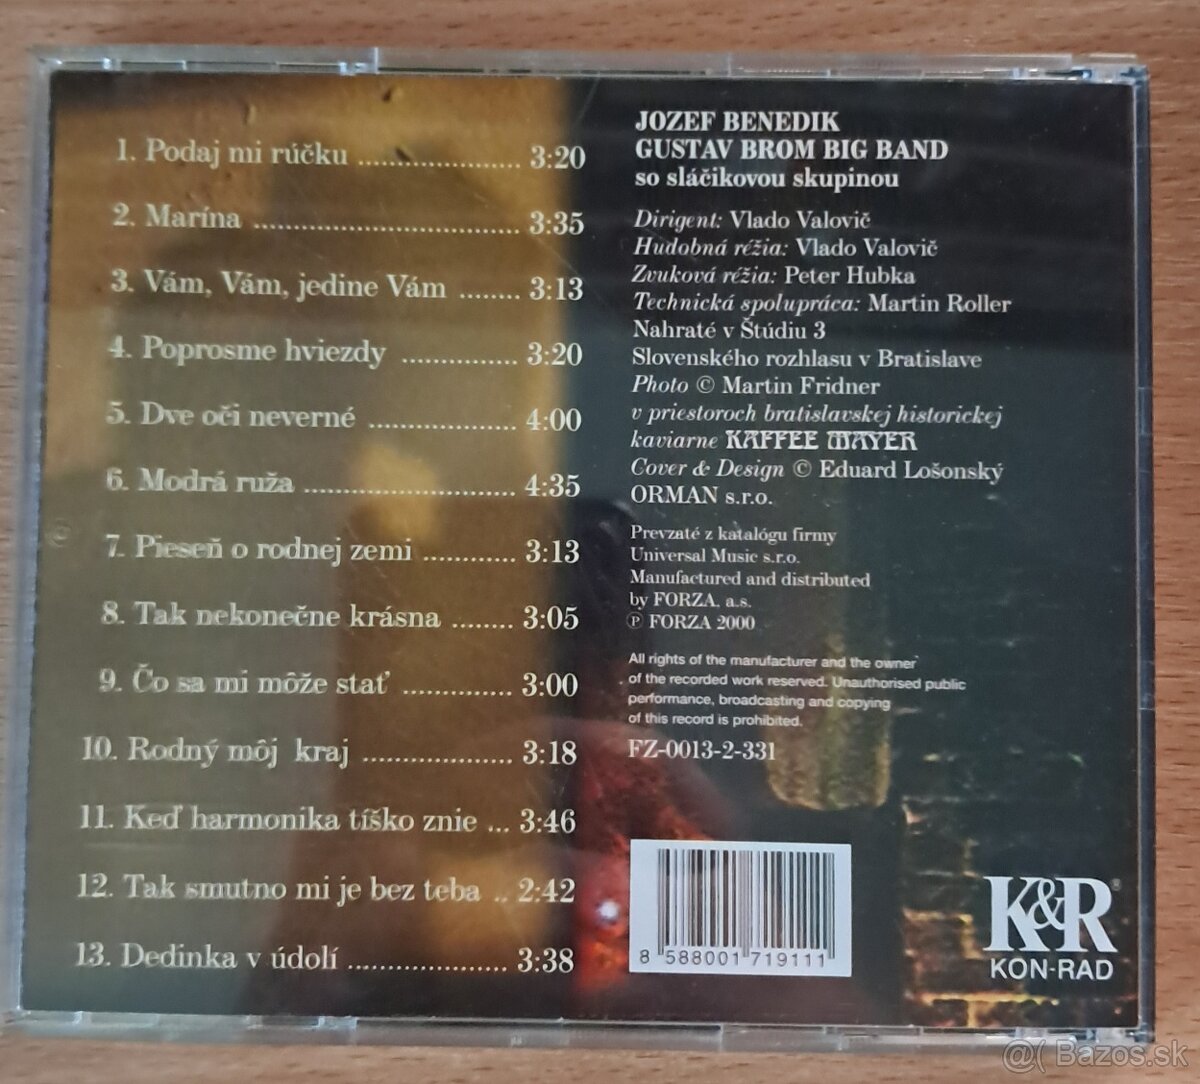 1. Podaj mi rúčku ..................... 3:20
2. Marína .................................. 3:35
3. Vám, Vám, jedine Vám ........ 3:13
4. Poprosme hviezdy ............... 3:20
5. Dve oči neverné ................... 4:00
6. Modrá ruža ............................ 4:35
7. Pieseň o rodnej zemi ............ 3:13
8. Tak nekonečne krásna ........ 3:05
9. Čo sa mi môže stať .............. 3:00
10. Rodný môj kraj .................... 3:18
11. Keď harmonika tíško znie ... 3:46
12. Tak smutno mi je bez teba .. 2:42
13. Dedinka v údolí ..................... 3:38
JOZEF BENEDIK
GUSTAV BROM BIG BAND
so sláčikovou skupinou
Dirigent: Vlado Valovič
Hudobná réžia: Vlado Valovič
Zvuková réžia: Peter Hubka
Technická spolupráca: Martin Roller
Nahraté v Štúdiu 3
Slovenského rozhlasu v Bratislave
Photo © Martin Fridner
v priestoroch bratislavskej historickej
kaviarne KAFFEE MAYER
Cover & Design © Eduard Lošonský
ORMAN s.r.o.
Prevzaté z katalógu firmy
Universal Music s.r.o.
Manufactured and distributed
by FORZA, a.s.
℗ FORZA 2000
All rights of the manufacturer and the owner
of the recorded work reserved. Unauthorised public
performance, broadcasting and copying
of this record is prohibited.
FZ-0013-2-331
8 588001 719111
K&R®
KON-RAD
@( Bazos.sk